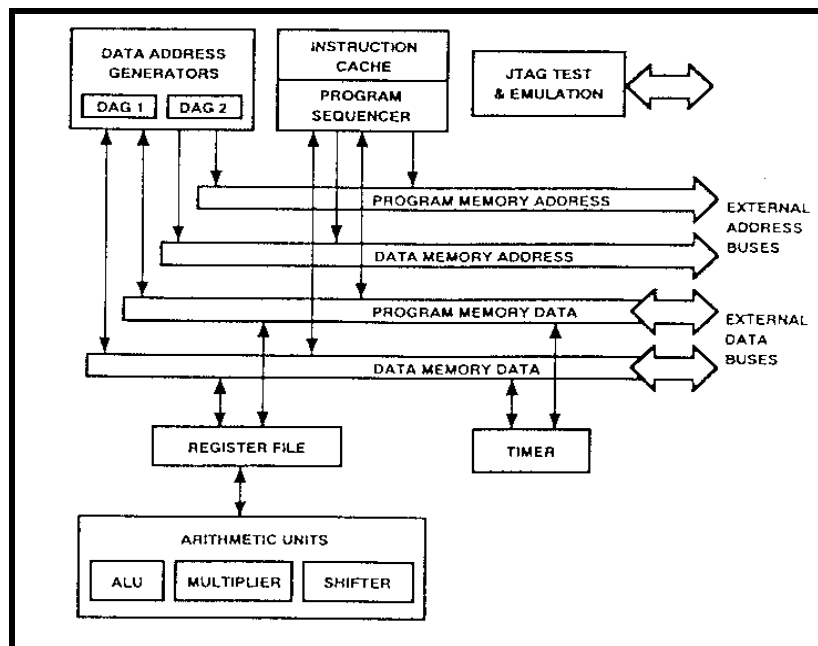 DATA ADDRESS
GENERATORS
DAG 1
DAG 2
INSTRUCTION
CACHE
PROGRAM
SEQUENCER
JTAG TEST
& EMULATION
PROGRAM MEMORY ADDRESS
DATA MEMORY ADDRESS
EXTERNAL
ADDRESS
BUSES
PROGRAM MEMORY DATA
DATA MEMORY DATA
EXTERNAL
DATA
BUSES
REGISTER FILE
TIMER
ARITHMETIC UNITS
ALU
MULTIPLIER
SHIFTER